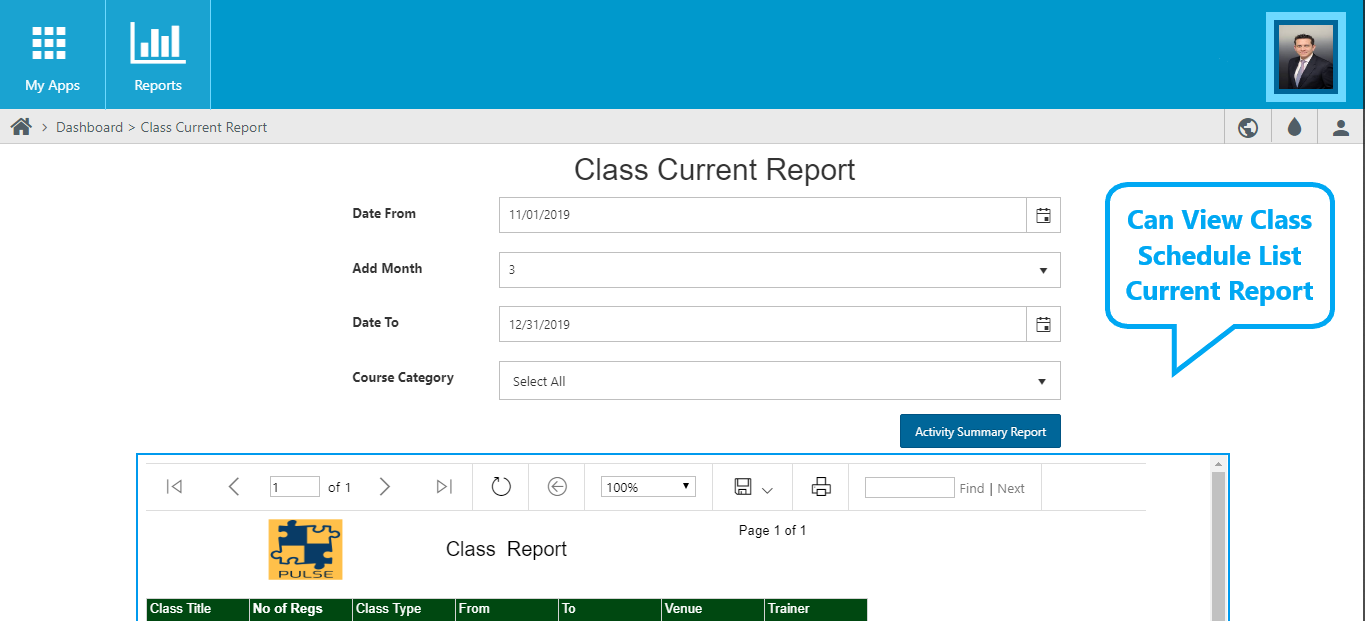 My Apps
Reports
> Dashboard > Class Current Report
Class Current Report
Date From
11/01/2019
Add Month
3
Date To
12/31/2019
Course Category
Select All
Activity Summary Report
Can View Class
Schedule List
Current Report
1 of 1
100%
Find | Next
PULSE
Class Report
Page 1 of 1
Class Title No of Regs Class Type From To Venue Trainer